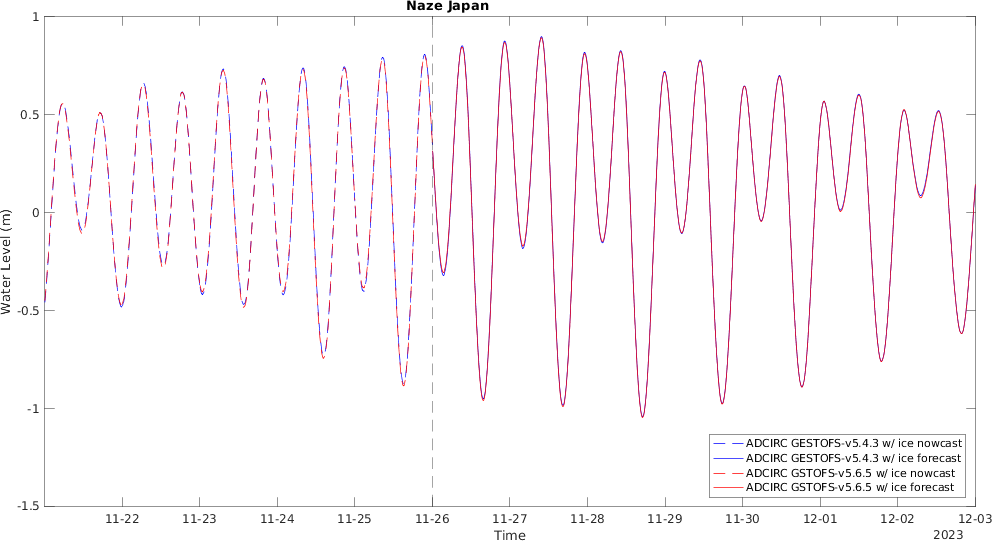 Naze Japan
1
0.5
0
-0.5
-1
-1.5
Water Level (m)
11-22
11-23
11-24
11-25
11-26
11-27
11-28
11-29
11-30
12-01
12-02
12-03
Time
2023
ADCIRC GESTOFS-v5.4.3 w/ ice nowcast
ADCIRC GESTOFS-v5.4.3 w/ ice forecast
ADCIRC GSTOFS-v5.6.5 w/ ice nowcast
ADCIRC GSTOFS-v5.6.5 w/ ice forecast